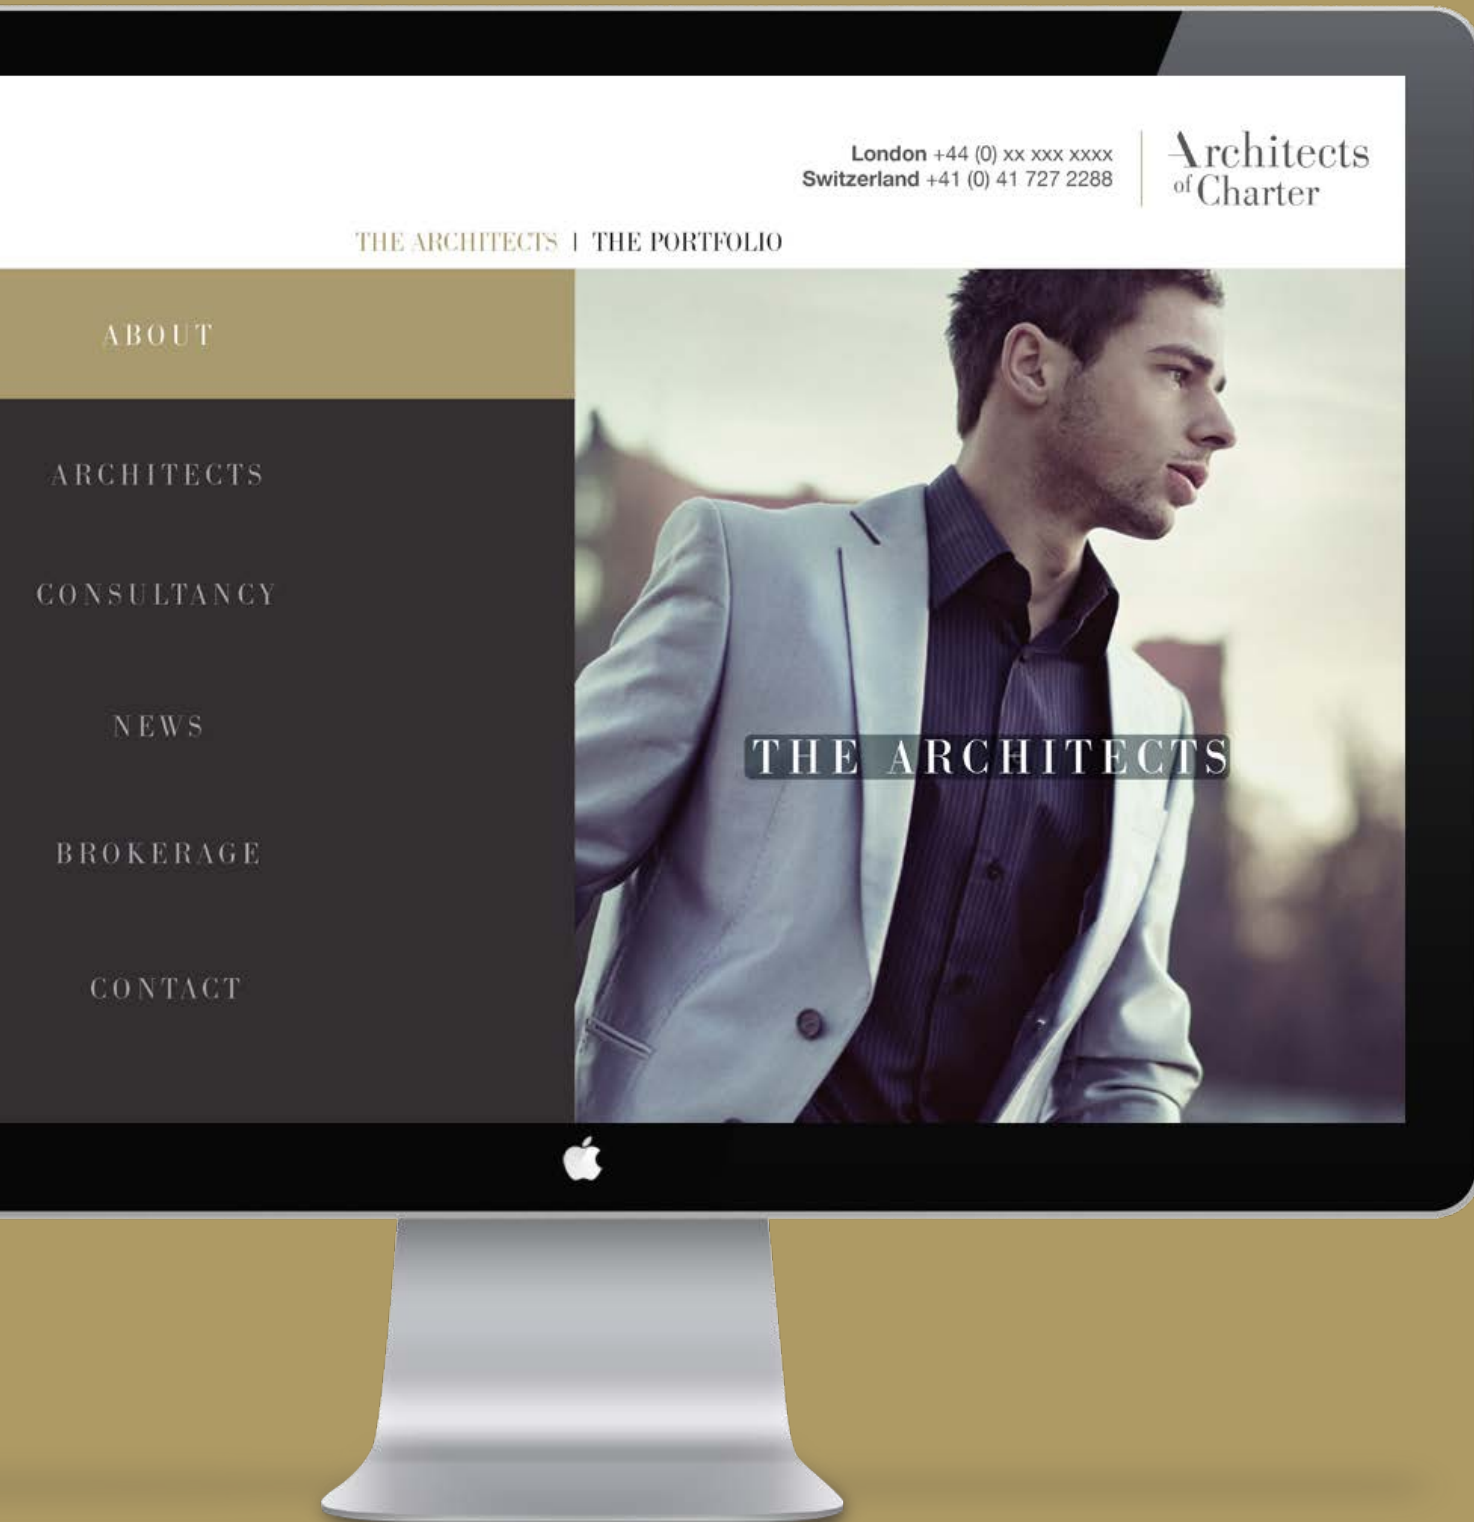 London +44 (0) xx xxx xxxx
Switzerland +41 (0) 41 727 2288
Architects
of Charter
THE ARCHITECTS | THE PORTFOLIO
ABOUT
ARCHITECTS
CONSULTANCY
NEWS
BROKERAGE
CONTACT
THE ARCHITECTS